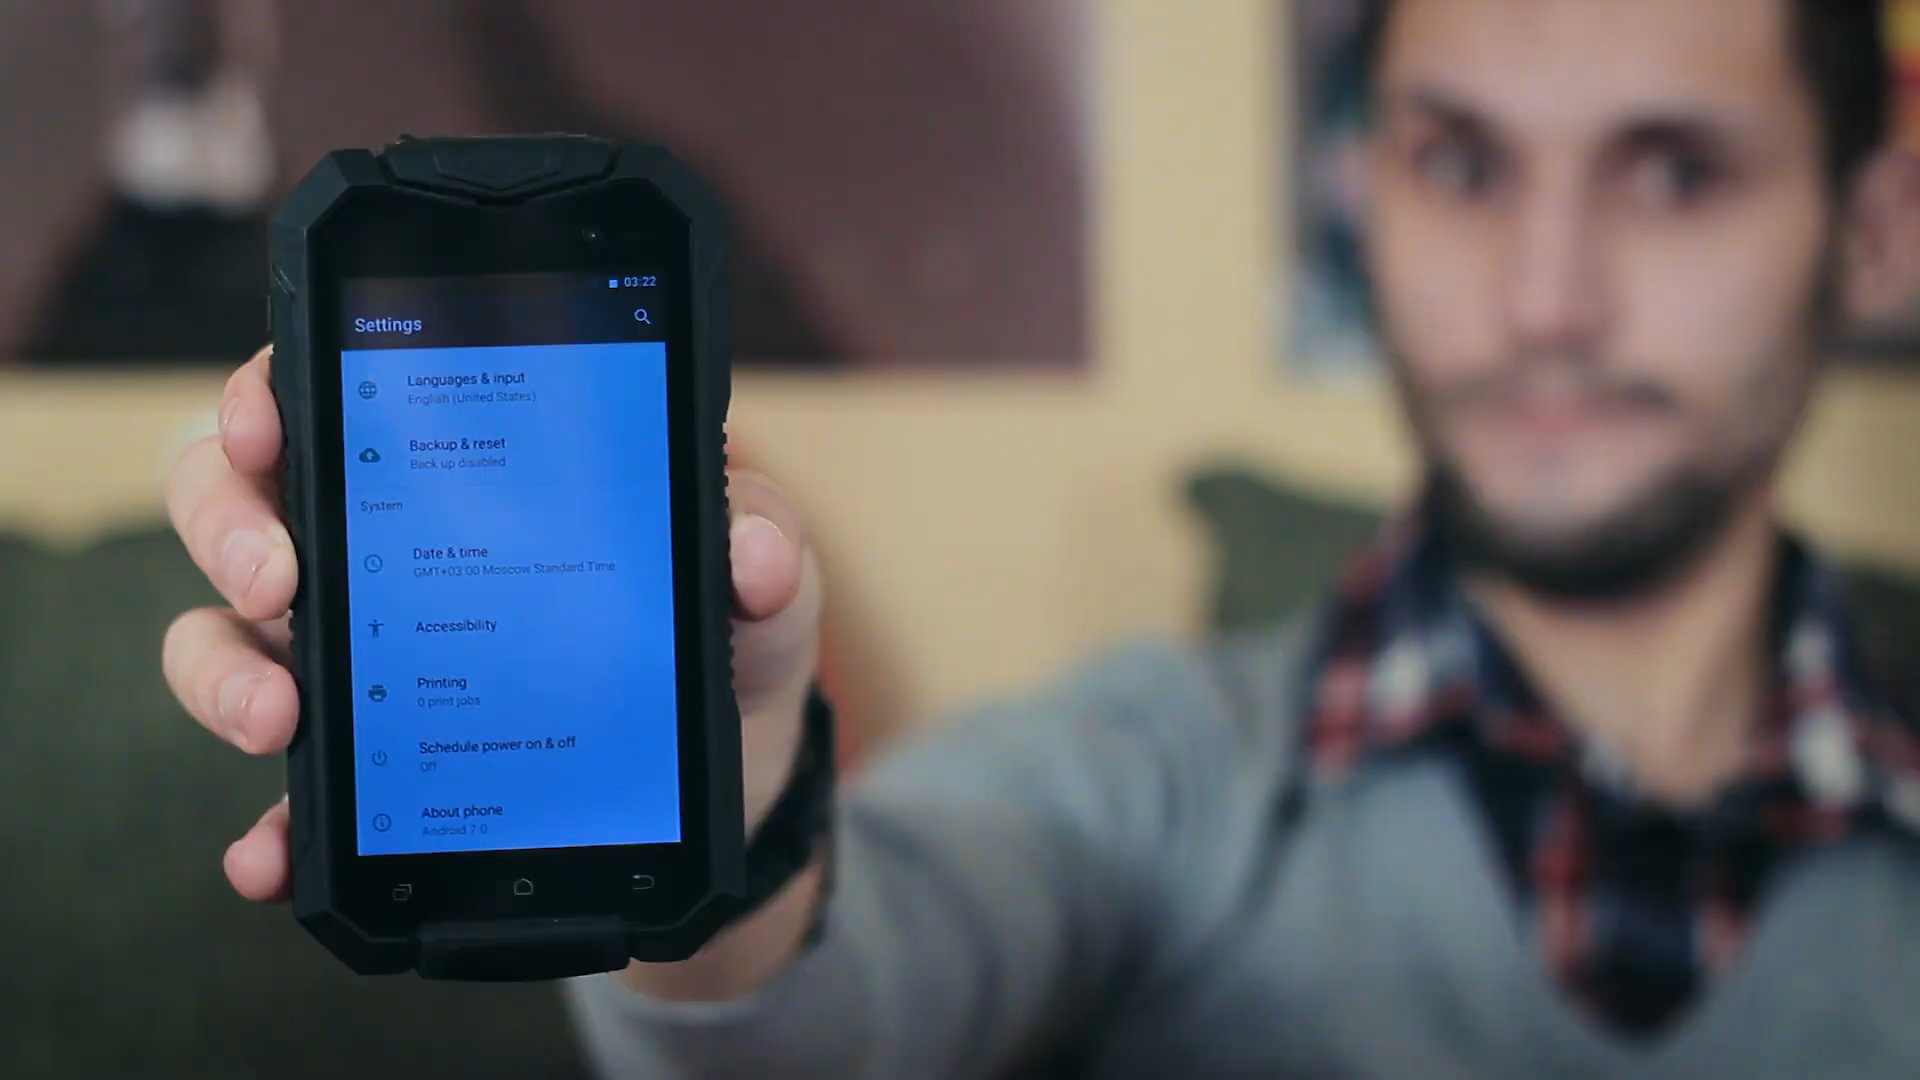 03:22
Settings
Languages & input
English (United States)
Backup & reset
Back up disabled
System
Date & time
GMT+03:00 Moscow Standard Time
Accessibility
Printing
0 print jobs
Schedule power on & off
Off
About phone
Android 7.0